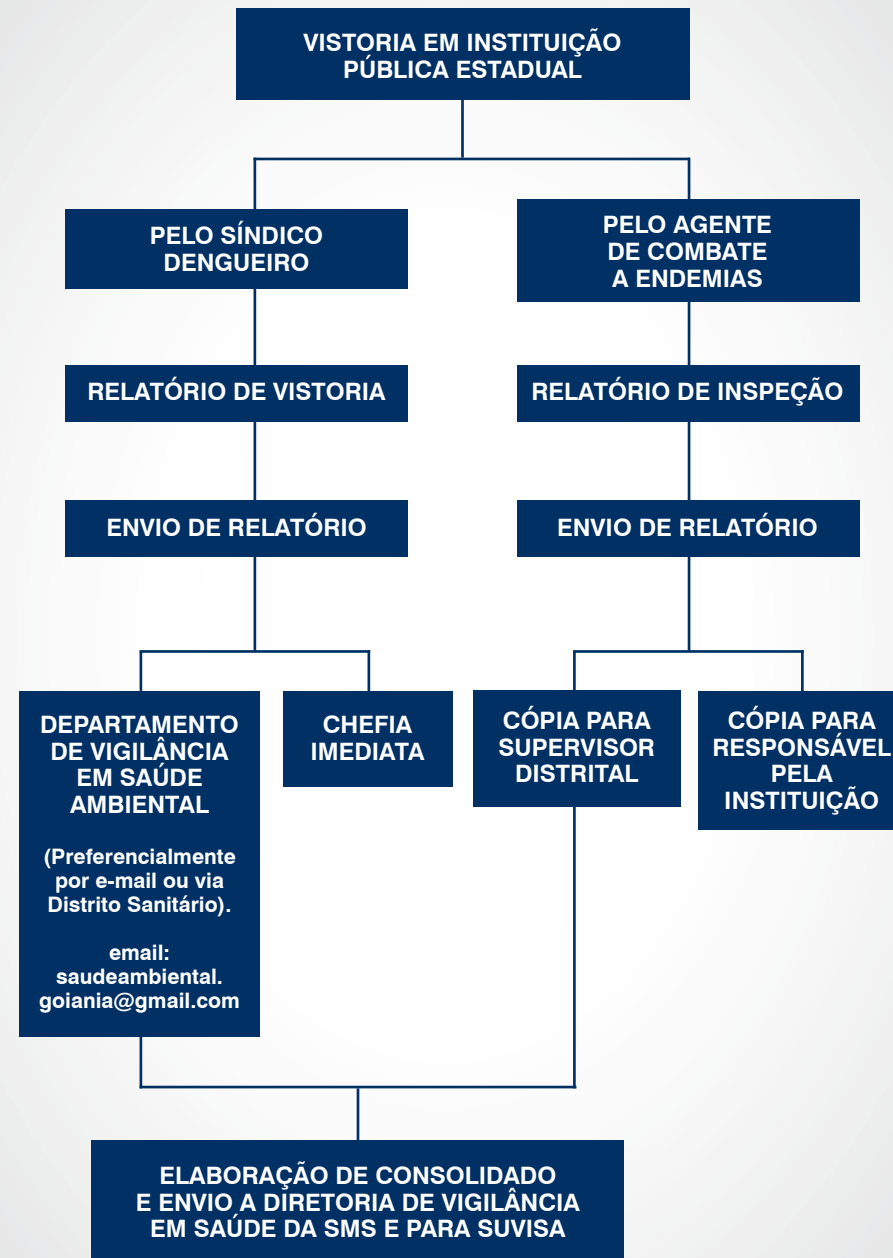 VISTORIA EM INSTITUIÇÃO
PÚBLICA ESTADUAL
PELO SÍNDICO
DENGUEIRO
PELO AGENTE
DE COMBATE
A ENDEMIAS
RELATÓRIO DE VISTORIA
RELATÓRIO DE INSPEÇÃO
ENVIO DE RELATÓRIO
ENVIO DE RELATÓRIO
DEPARTAMENTO
DE VIGILÂNCIA
EM SAÚDE
AMBIENTAL
(Preferencialmente
por e-mail ou via
Distrito Sanitário).
email:
saudeambiental.
goiania@gmail.com
CHEFIA
IMEDIATA
CÓPIA PARA
SUPERVISOR
DISTRITAL
CÓPIA PARA
RESPONSÁVEL
PELA
INSTITUIÇÃO
ELABORAÇÃO DE CONSOLIDADO
E ENVIO A DIRETORIA DE VIGILÂNCIA
EM SAÚDE DA SMS E PARA SUVISA